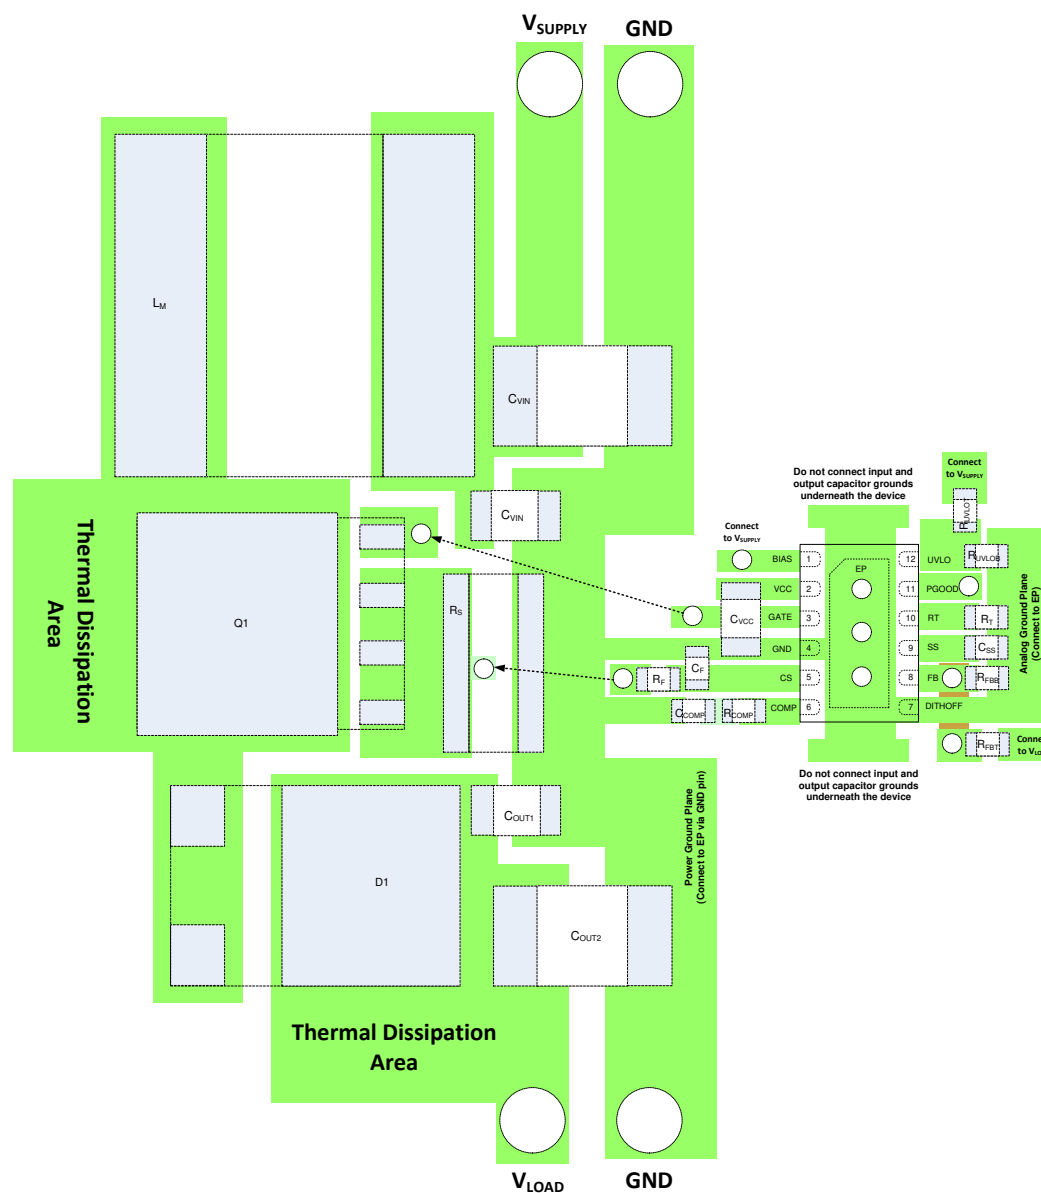 VSUPPLY
GND
LM
CVIN
CVIN
Thermal Dissipation
Area
Q1
RS
Do not connect input and
output capacitor grounds
underneath the device
Connect
to VSUPPLY
Connect
to VSUPPLY
RUVLOT
RUVLOB
BIAS
1
EP
12
UVLO
VCC
2
11
PGOOD
CVCC
GATE
3
10
RT
RT
GND
4
9
SS
CSS
CF
RF
CS
5
8
FB
RFBB
CCOMP
RCOMP
COMP
6
7
DITHOFF
Analog Ground Plane
(Connect to EP)
RFBT
Do not connect input and
output capacitor grounds
underneath the device
COUT1
Power Ground Plane
(Connect to EP via GND pin)
D1
COUT2
Thermal Dissipation
Area
VLOAD
GND